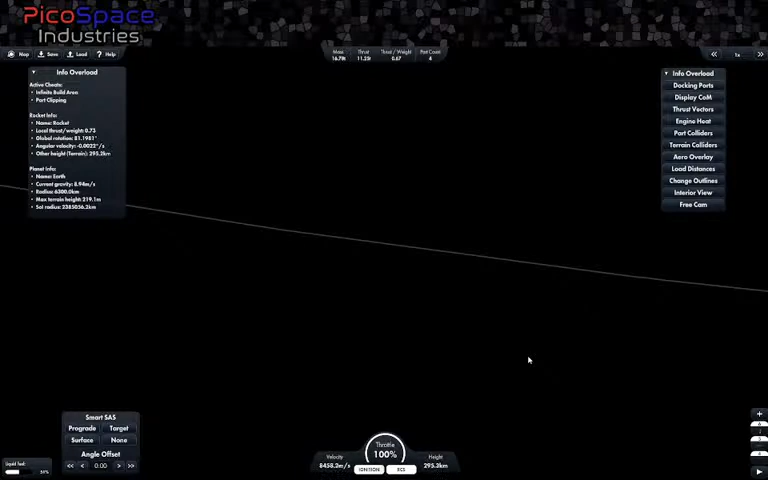 PicoSpace
Industries
Map Save Load ? Help
Mass Thrust Thrust / Weight Part Count
16.79t 11.25t 0.67 4
1x
Info Overload
Active Cheats:
Infinite Build Area
Part Clipping
Rocket Info:
Name: Rocket
Local thrust/weight: 0.73
Global rotation: 51.1981°
Angular velocity: -0.0022°/s
Other height (Terrain): 295.3km
Planet Info:
Name: Earth
Current gravity: 8.94m/s
Radius: 6300.0km
Max terrain height: 219.1m
SoI radius: 2385056.2km
Info Overload
Docking Ports
Display CoM
Thrust Vectors
Engine Heat
Part Colliders
Terrain Colliders
Aero Overlay
Load Distances
Change Outlines
Interior View
Free Cam
Smart SAS
Prograde Target
Surface None
Angle Offset
<< < 0.00 > >>
Liquid fuel:
Throttle
100%
Velocity
8458.2m/s
Height
295.3km
IGNITION RCS